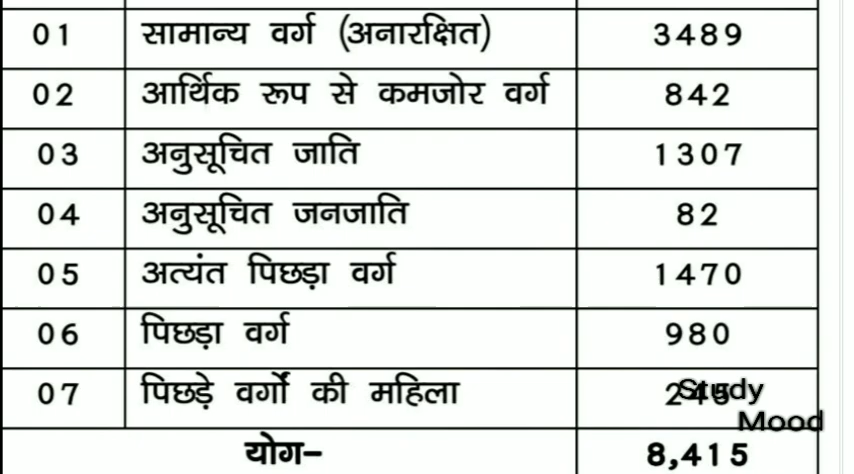 01 सामान्य वर्ग (अनारक्षित) 3489
02 आर्थिक रूप से कमजोर वर्ग 842
03 अनुसूचित जाति 1307
04 अनुसूचित जनजाति 82
05 अत्यंत पिछड़ा वर्ग 1470
06 पिछड़ा वर्ग 980
07 पिछड़े वर्गों की महिला 245
योग- 8,415
Study
Mood